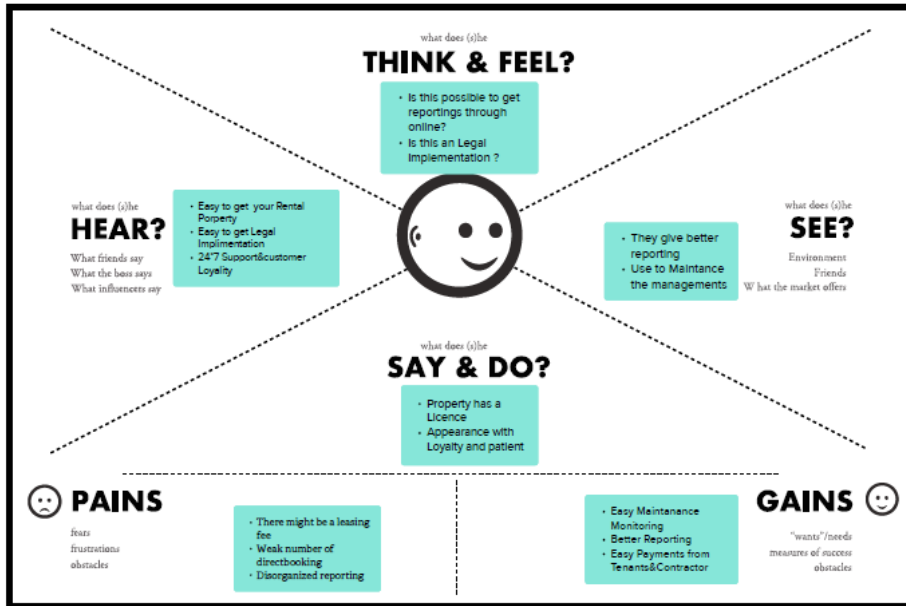 what does (s)he
THINK & FEEL?
• Is this possible to get
reportings through
online?
• Is this an Legal
Implementation ?
what does (s)he
HEAR?
What friends say
What the boss says
What influencers say
• Easy to get your Rental
Porperty
• Easy to get Legal
Implimentation
• 24*7 Support&customer
Loyality
• They give better
reporting
• Use to Maintance
the managements
what does (s)he
SEE?
Environment
Friends
W hat the market offers
what does (s)he
SAY & DO?
• Property has a
Licence
• Appearance with
Loyalty and patient
PAINS
fears
frustrations
obstacles
• There might be a leasing
fee
• Weak number of
directbooking
• Disorganized reporting
• Easy Maintanance
Monitoring
• Better Reporting
• Easy Payments from
Tenants&Contractor
GAINS
"wants"/needs
measures of success
obstacles